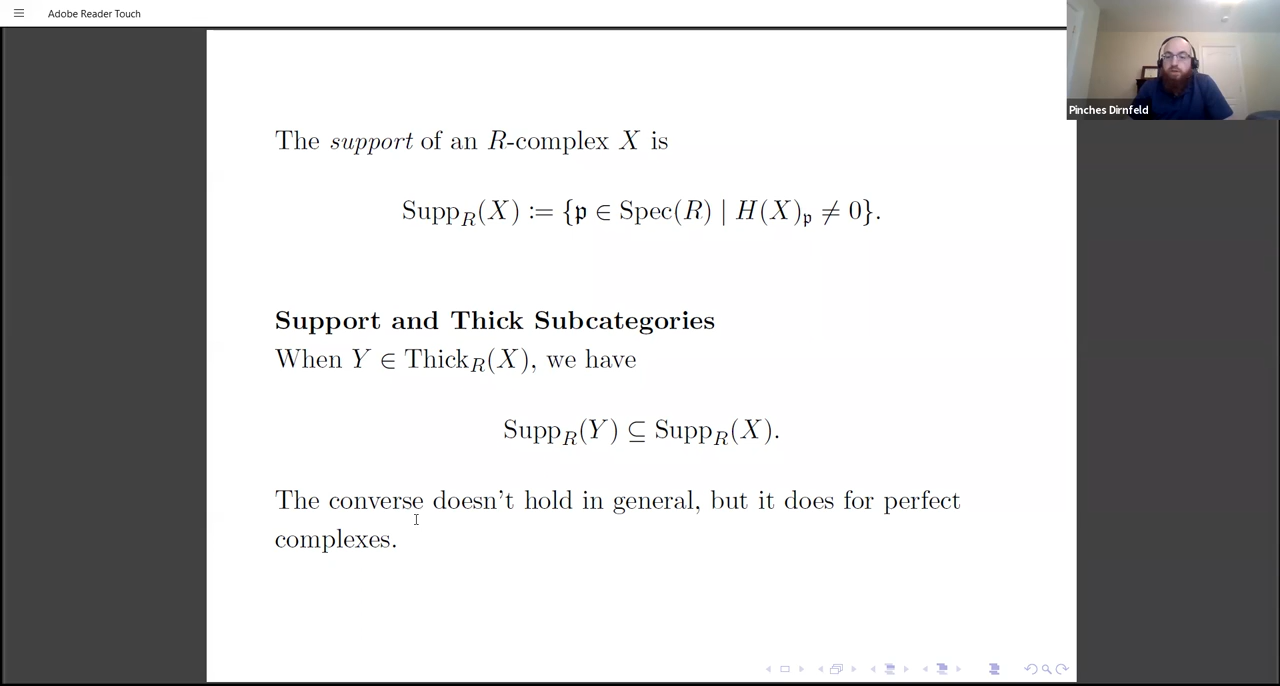 Adobe Reader Touch
Pinches Dirnfeld
The support of an R-complex X is
Supp_R(X) := {𝔭 ∈ Spec(R) | H(X)_𝔭 ≠ 0}.
Support and Thick Subcategories
When Y ∈ Thick_R(X), we have
Supp_R(Y) ⊆ Supp_R(X).
The converse doesn't hold in general, but it does for perfect
complexes.